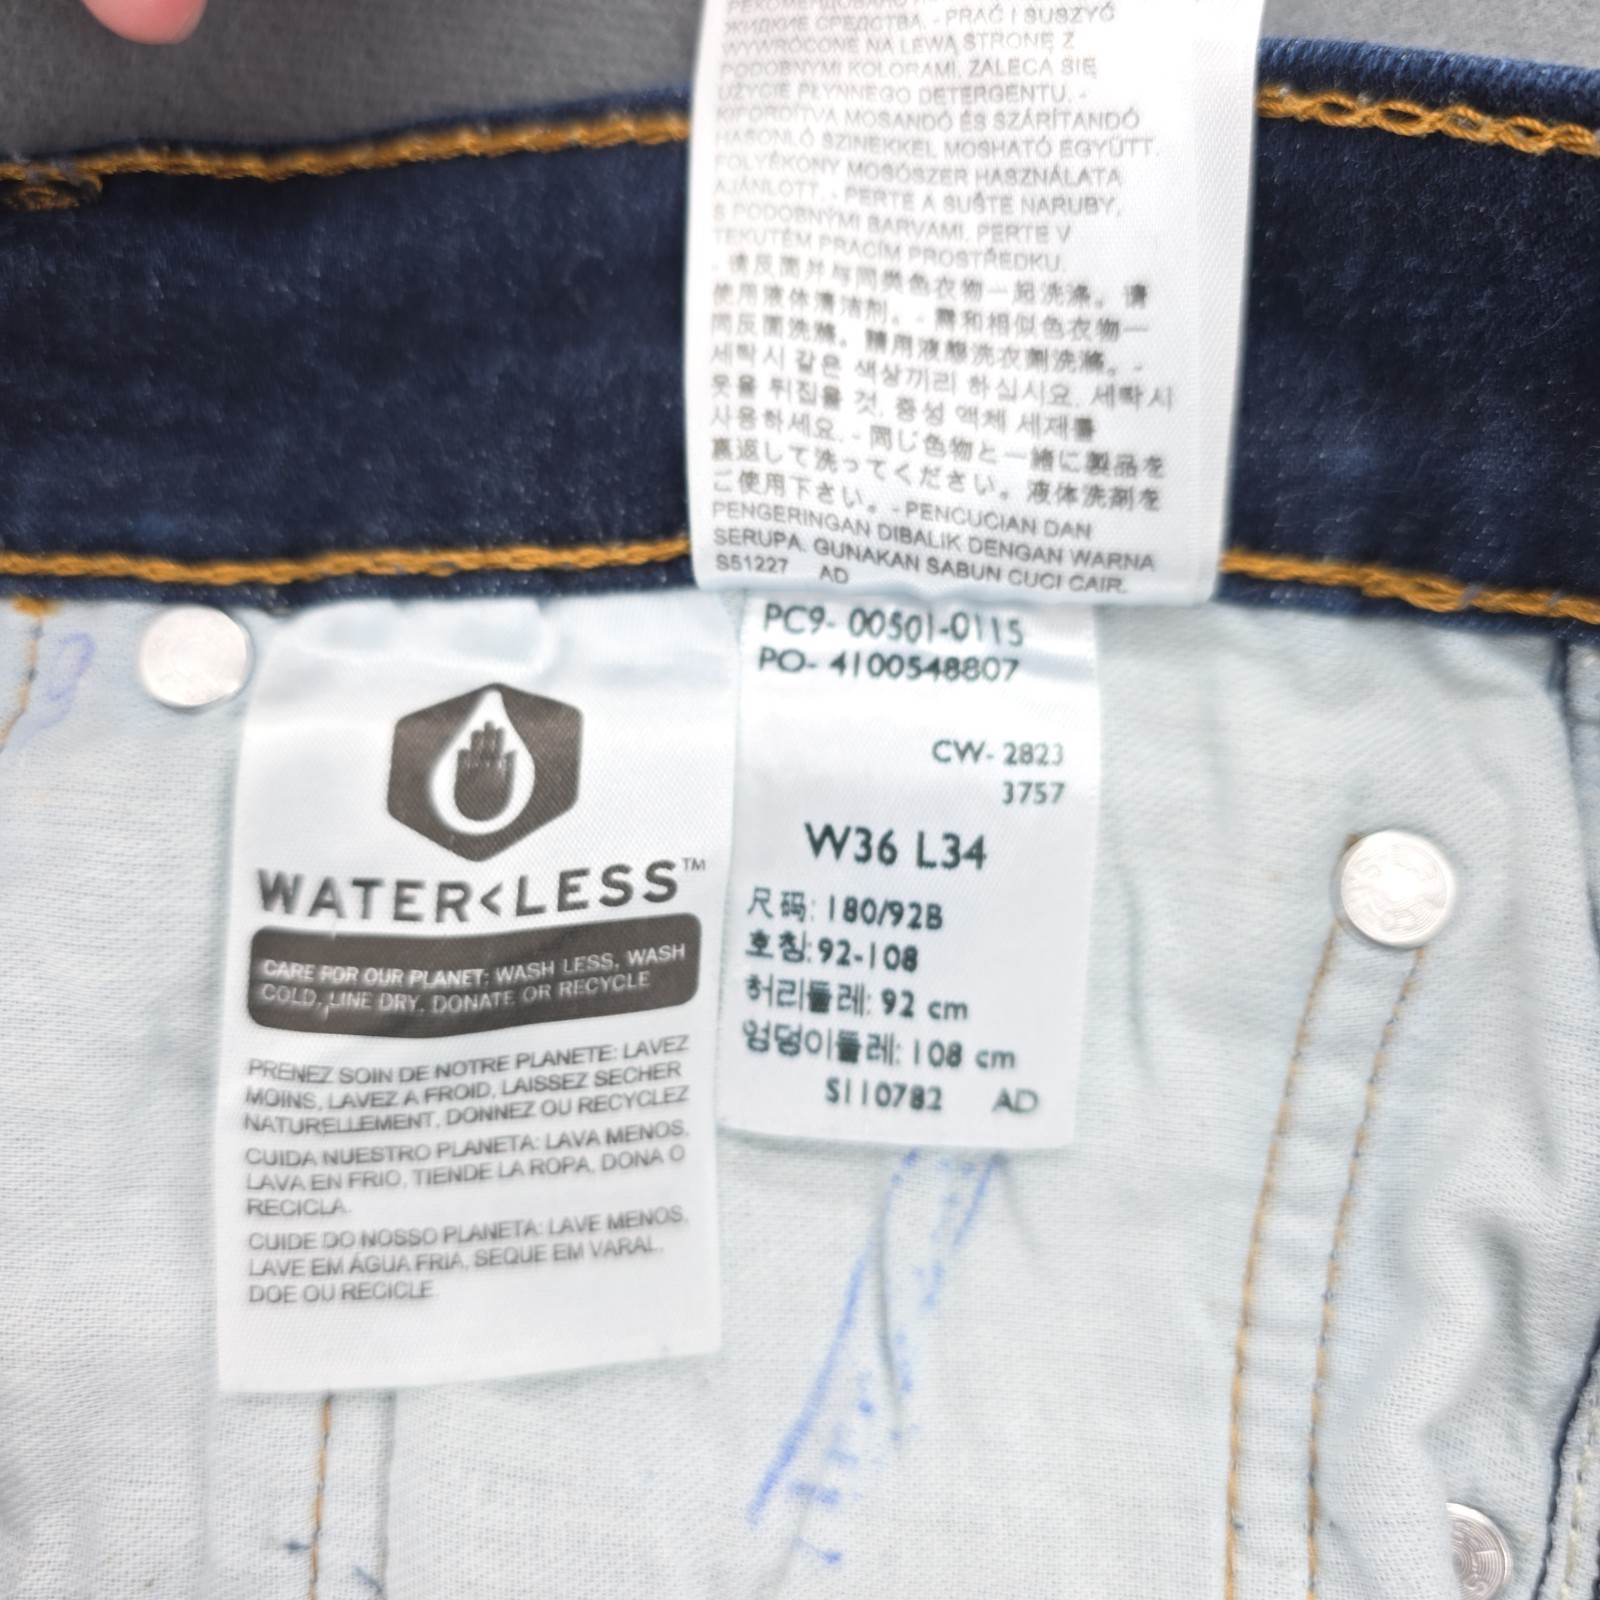 РЕКОМЕНДОВАНО
ЖИДКИЕ СРЕДСТВА. - PRAĆ I SUSZYĆ
WYWRÓCONE NA LEWĄ STRONĘ Z
PODOBNYMI KOLORAMI. ZALECA SIĘ
UŻYCIE PŁYNNEGO DETERGENTU. -
KIFORDÍTVA MOSANDÓ ÉS SZÁRÍTANDÓ
HASONLÓ SZINEKKEL MOSHATÓ EGYÜTT.
FOLYÉKONY MOSÓSZER HASZNÁLATA
AJÁNLOTT. - PERTE A SUŠTE NARUBY,
S PODOBNÝMI BARVAMI. PERTE V
TEKUTÉM PRACÍM PROSTŘEDKU.
- 请反面并与同类色衣物一起洗涤。请
使用液体清洁剂。- 需和相似色衣物一
同反面洗滌。請用液態洗衣劑洗滌。-
세탁시 같은 색상끼리 하십시요. 세탁시
옷을 뒤집을 것. 중성 액체 세재를
사용하세요. - 同じ色物と一緒に製品を
裏返して洗ってください。液体洗剤を
ご使用下さい。- PENCUCIAN DAN
PENGERINGAN DIBALIK DENGAN WARNA
SERUPA. GUNAKAN SABUN CUCI CAIR.
S51227 AD
PC9- 00501-0115
PO- 4100548807
CW- 2823
3757
W36 L34
尺码: 180/92B
호칭: 92-108
허리둘레: 92 cm
엉덩이둘레: 108 cm
S110782 AD
WATER<LESS™
CARE FOR OUR PLANET: WASH LESS, WASH
COLD, LINE DRY, DONATE OR RECYCLE
PRENEZ SOIN DE NOTRE PLANETE: LAVEZ
MOINS, LAVEZ A FROID, LAISSEZ SECHER
NATURELLEMENT, DONNEZ OU RECYCLEZ
CUIDA NUESTRO PLANETA: LAVA MENOS,
LAVA EN FRIO, TIENDE LA ROPA, DONA O
RECICLA.
CUIDE DO NOSSO PLANETA: LAVE MENOS,
LAVE EM ÁGUA FRIA, SEQUE EM VARAL,
DOE OU RECICLE.